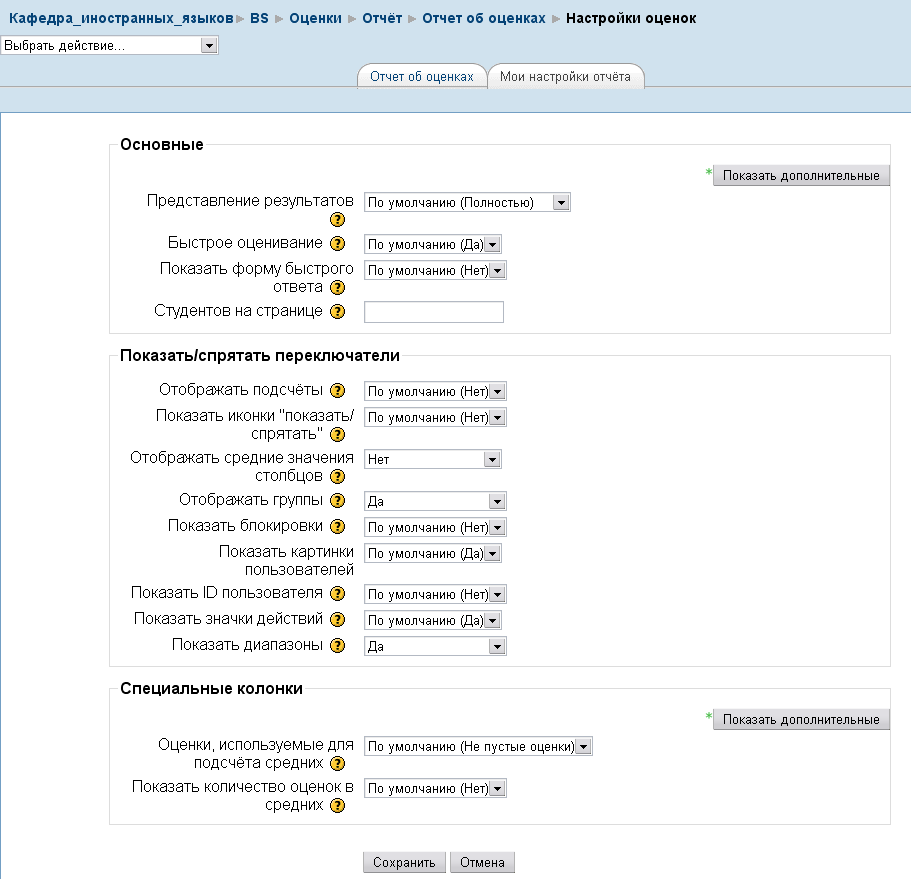 Кафедра_иностранных_языков ► BS ► Оценки ► Отчёт ► Отчет об оценках ► Настройки оценок
Выбрать действие...
Отчет об оценках Мои настройки отчёта
Основные
* Показать дополнительные
Представление результатов По умолчанию (Полностью)
?
Быстрое оценивание ? По умолчанию (Да)
Показать форму быстрого По умолчанию (Нет)
ответа ?
Студентов на странице ?
Показать/спрятать переключатели
Отображать подсчёты ? По умолчанию (Нет)
Показать иконки "показать/ По умолчанию (Нет)
спрятать" ?
Отображать средние значения Нет
столбцов ?
Отображать группы ? Да
Показать блокировки ? По умолчанию (Нет)
Показать картинки По умолчанию (Да)
пользователей
Показать ID пользователя ? По умолчанию (Нет)
Показать значки действий ? По умолчанию (Да)
Показать диапазоны ? Да
Специальные колонки
* Показать дополнительные
Оценки, используемые для По умолчанию (Не пустые оценки)
подсчёта средних ?
Показать количество оценок в По умолчанию (Нет)
средних ?
Сохранить Отмена